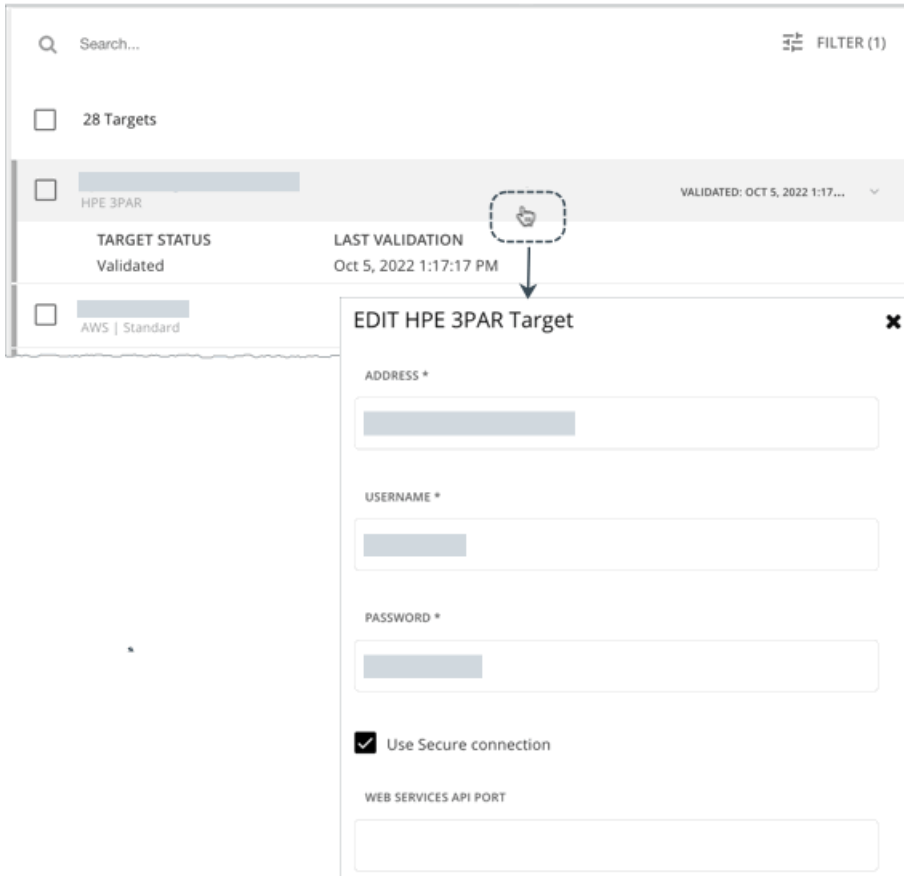 Search...
FILTER (1)
28 Targets
HPE 3PAR
VALIDATED: OCT 5, 2022 1:17...
TARGET STATUS
LAST VALIDATION
Validated
Oct 5, 2022 1:17:17 PM
AWS | Standard
EDIT HPE 3PAR Target
ADDRESS *
USERNAME *
PASSWORD *
Use Secure connection
WEB SERVICES API PORT